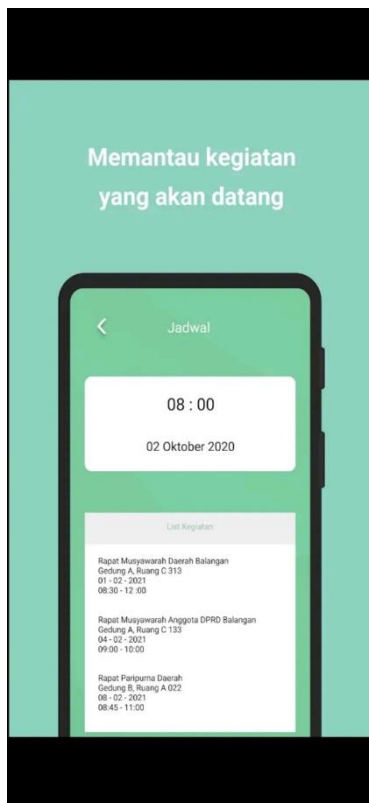 Memantau kegiatan
yang akan datang
Jadwal
08 : 00
02 Oktober 2020
List Kegiatan
Rapat Musyawarah Daerah Balangan
Gedung A, Ruang C 313
01 - 02 - 2021
08:30 - 12 :00
Rapat Musyawarah Anggota DPRD Balangan
Gedung A, Ruang C 133
04 - 02 - 2021
09:00 - 10:00
Rapat Paripurna Daerah
Gedung B, Ruang A 022
08 - 02 - 2021
08:45 - 11:00